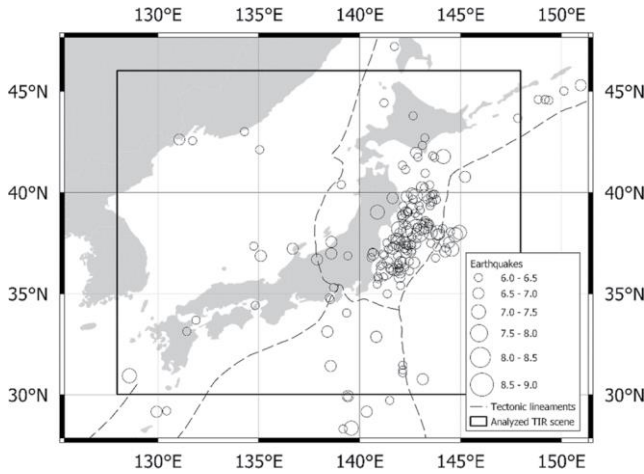 130°E 135°E 140°E 145°E 150°E
45°N 45°N
40°N 40°N
35°N 35°N
30°N 30°N
Earthquakes
6.0 - 6.5
6.5 - 7.0
7.0 - 7.5
7.5 - 8.0
8.0 - 8.5
8.5 - 9.0
Tectonic lineaments
Analyzed TIR scene
130°E 135°E 140°E 145°E 150°E